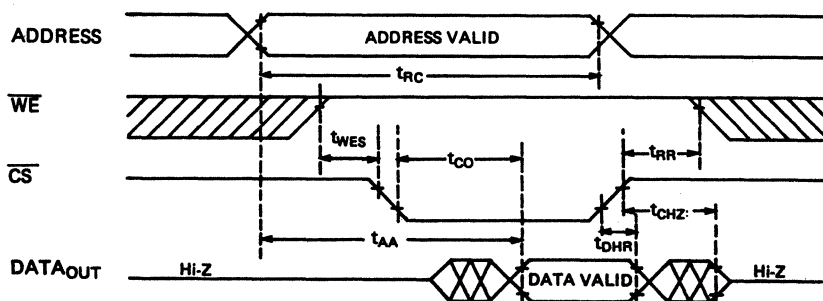 ADDRESS
ADDRESS VALID
tRC
WE
tWES
tCO
tRR
CS
tCHZ:
tAA
tDHR
DATAOUT
Hi-Z
DATA VALID
Hi-Z